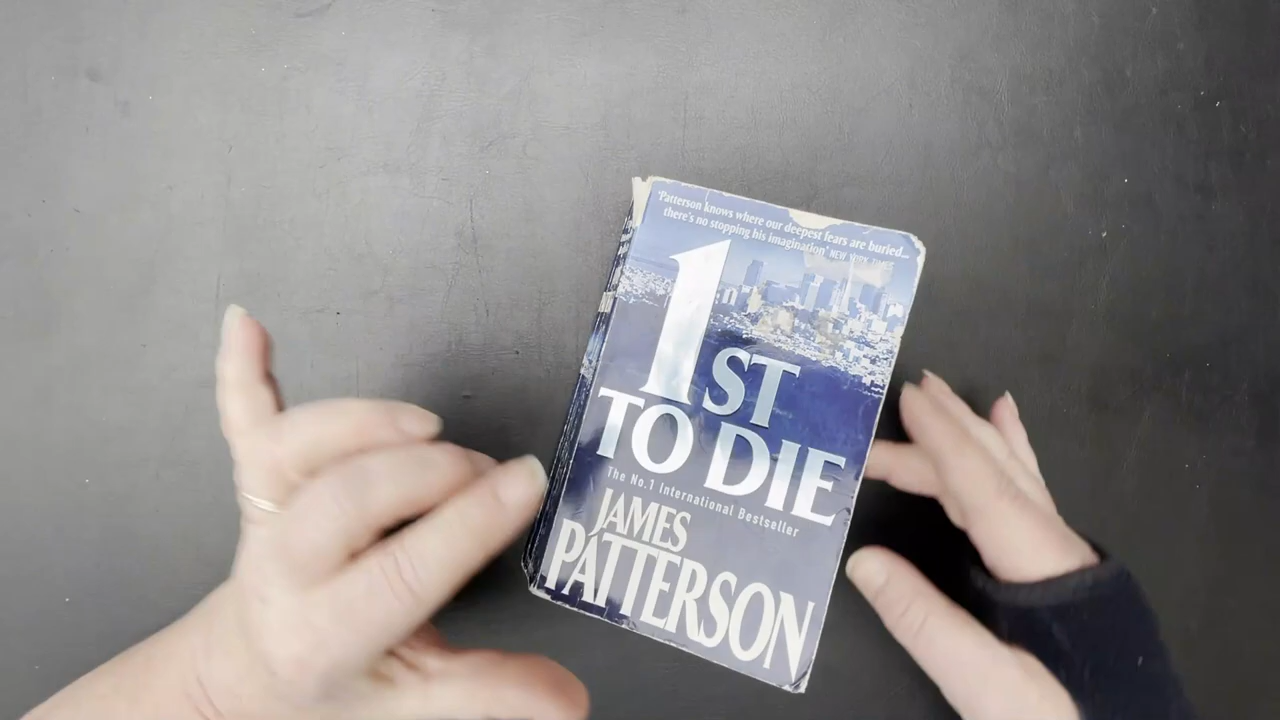 'Patterson knows where our deepest fears are buried...
there's no stopping his imagination' NEW YORK TIMES
1ST
TO DIE
The No.1 International Bestseller
JAMES
PATTERSON